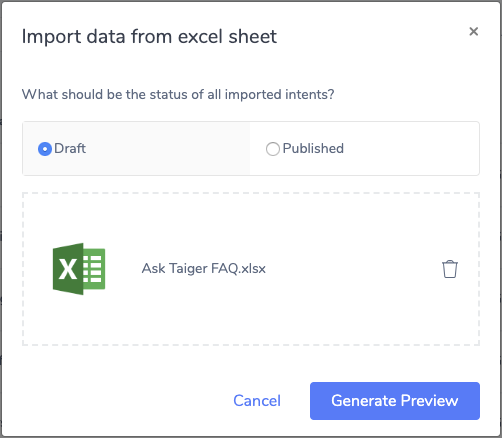 Import data from excel sheet
What should be the status of all imported intents?
Draft Published
X Ask Taiger FAQ.xlsx
Cancel Generate Preview